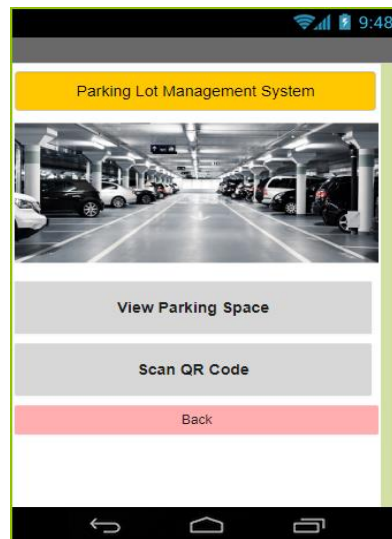 9:48
Parking Lot Management System
View Parking Space
Scan QR Code
Back